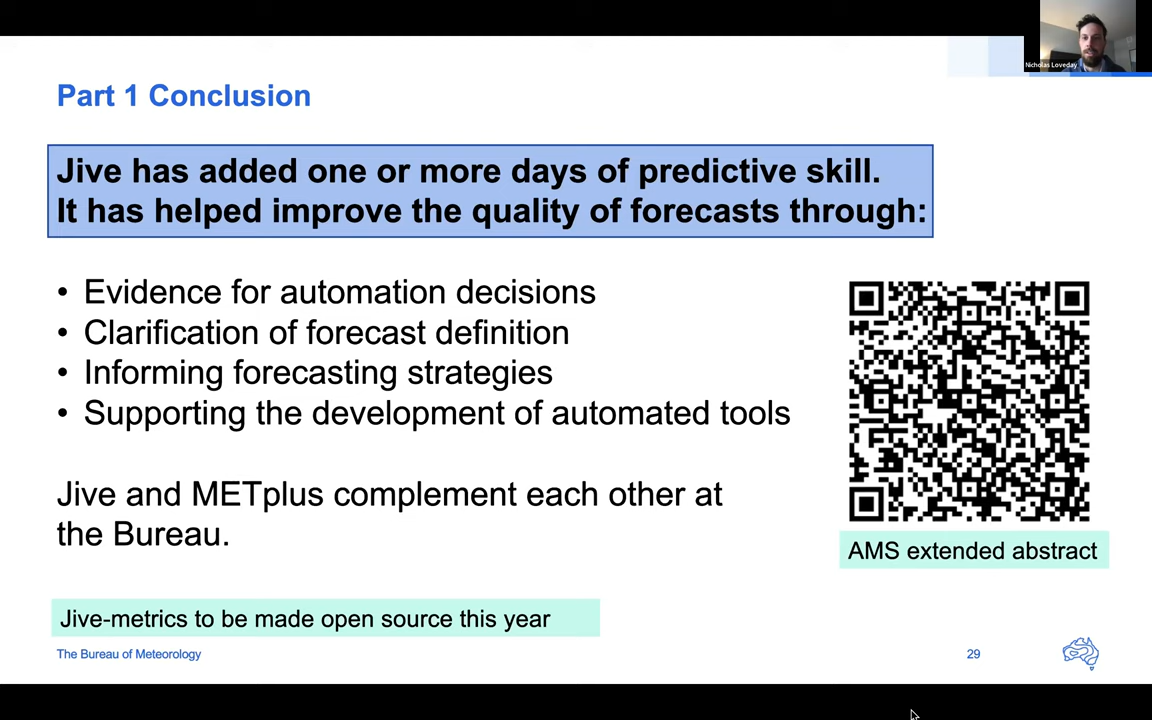 Nicholas Loveday
Part 1 Conclusion
Jive has added one or more days of predictive skill.
It has helped improve the quality of forecasts through:
• Evidence for automation decisions
• Clarification of forecast definition
• Informing forecasting strategies
• Supporting the development of automated tools
Jive and METplus complement each other at
the Bureau.
AMS extended abstract
Jive-metrics to be made open source this year
The Bureau of Meteorology
29